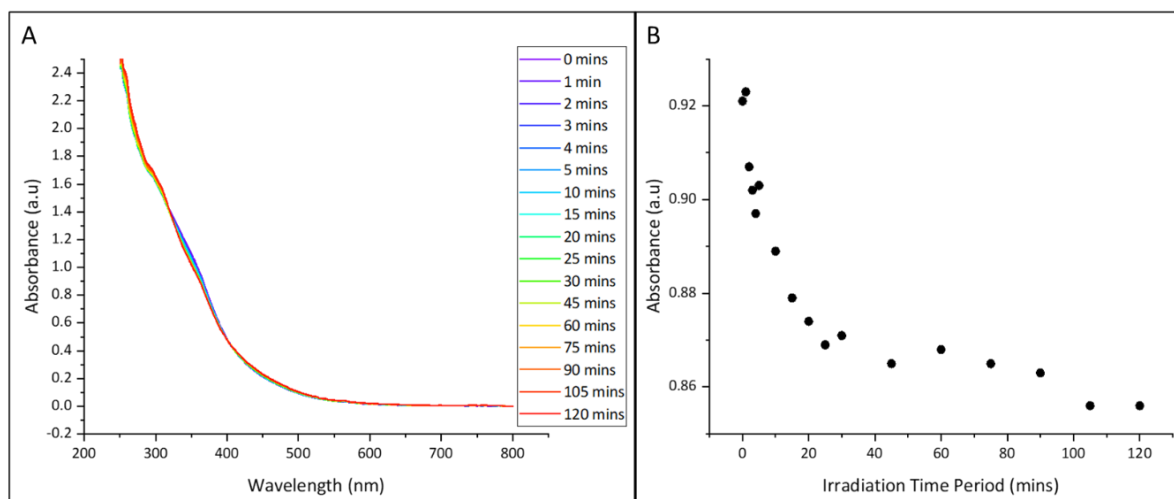 A
2.4
2.2
2.0
1.8
1.6
1.4
1.2
1.0
0.8
0.6
0.4
0.2
0.0
-0.2
200
300
400
500
600
700
800
Absorbance (a.u)
Wavelength (nm)
0 mins
1 min
2 mins
3 mins
4 mins
5 mins
10 mins
15 mins
20 mins
25 mins
30 mins
45 mins
60 mins
75 mins
90 mins
105 mins
120 mins
B
0.92
0.90
0.88
0.86
0
20
40
60
80
100
120
Absorbance (a.u)
Irradiation Time Period (mins)